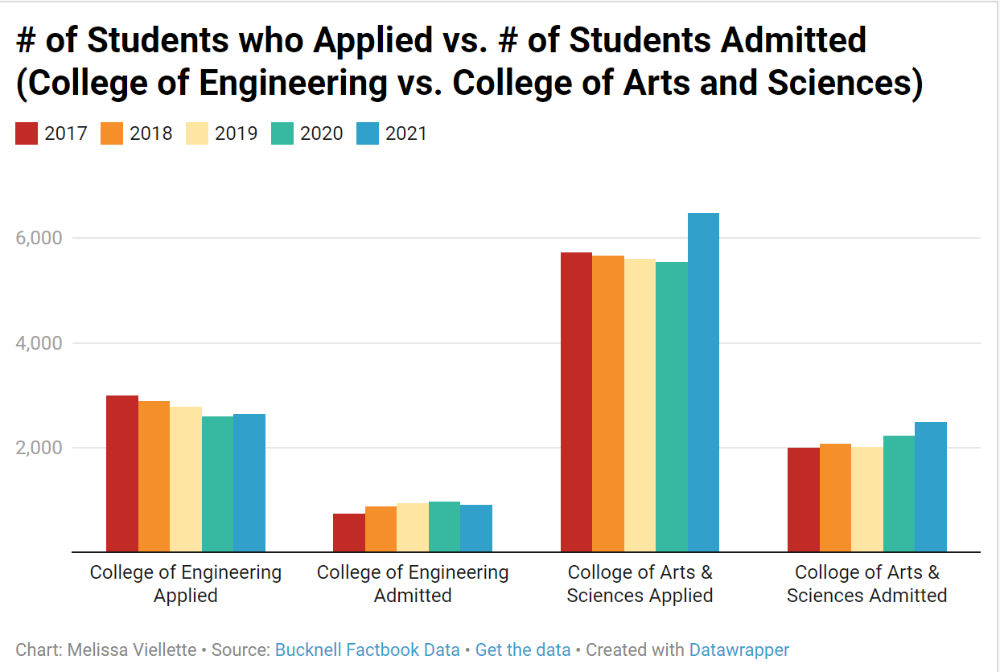 # of Students who Applied vs. # of Students Admitted
(College of Engineering vs. College of Arts and Sciences)
2017 2018 2019 2020 2021
6,000
4,000
2,000
College of Engineering
Applied
College of Engineering
Admitted
Colloge of Arts &
Sciences Applied
Colloge of Arts &
Sciences Admitted
Chart: Melissa Viellette • Source: Bucknell Factbook Data • Get the data • Created with Datawrapper